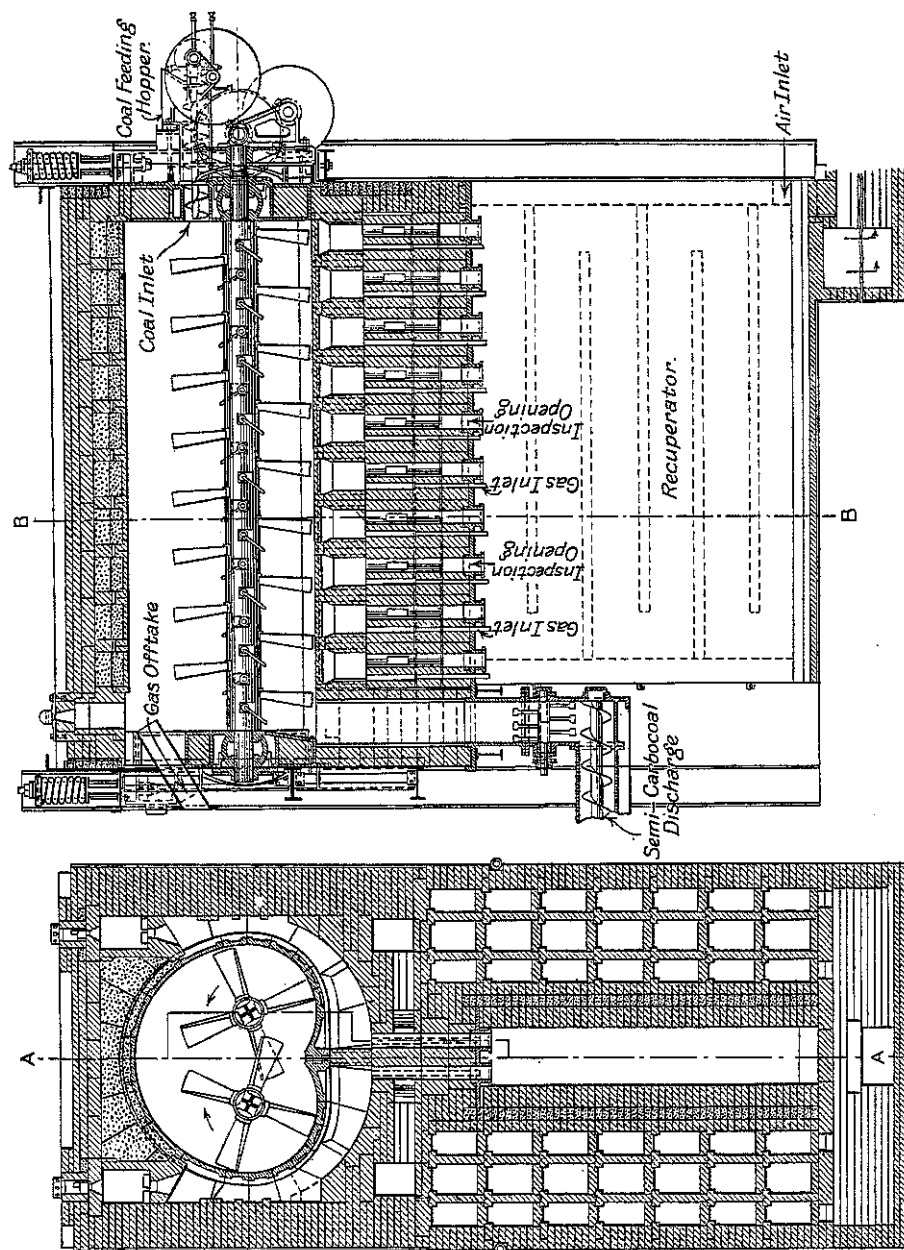 Coal Feeding
Hopper.
Coal Inlet
Air Inlet
B
Gas Offtake
Inspection
Opening
Gas Inlet
Recuperator.
Inspection
Opening
Gas Inlet
B
Semi-Carbocoal
Discharge
A
A